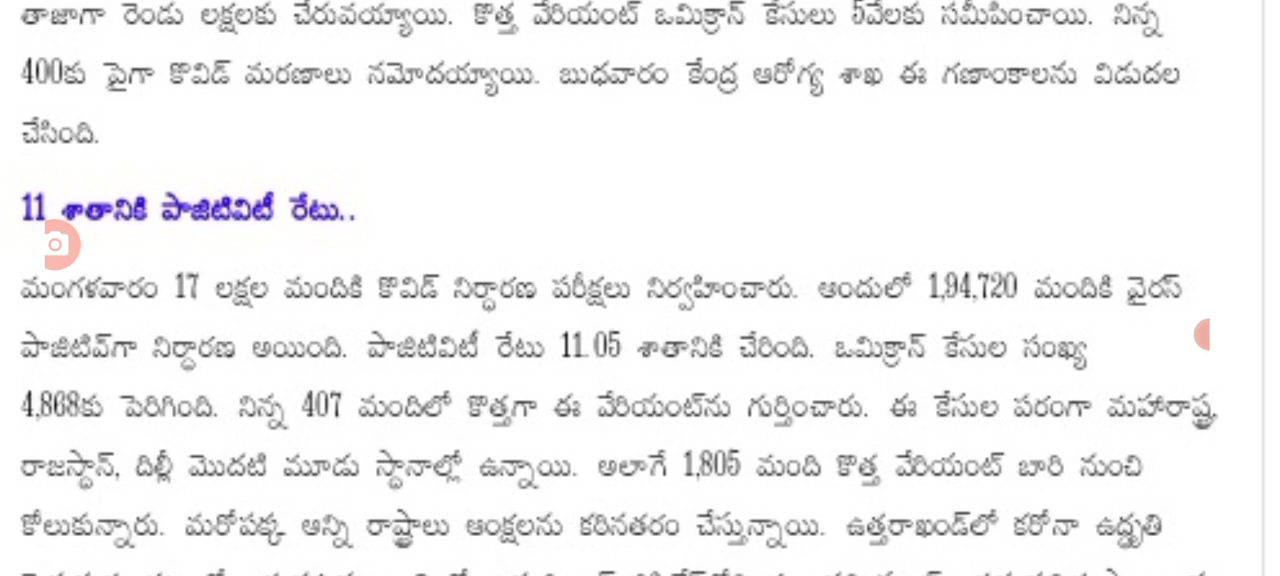 తాజాగా రెండు లక్షలకు చేరువయ్యాయి. కొత్త వేరియంట్ ఒమిక్రాన్ కేసులు 5వేలకు సమీపించాయి. నిన్న
400కు పైగా కొవిడ్ మరణాలు నమోదయ్యాయి. బుధవారం కేంద్ర ఆరోగ్య శాఖ ఈ గణాంకాలను విడుదల
చేసింది.
11 శాతానికి పాజిటివిటీ రేటు..
మంగళవారం 17 లక్షల మందికి కొవిడ్ నిర్ధారణ పరీక్షలు నిర్వహించారు. అందులో 1,94,720 మందికి వైరస్
పాజిటివ్‌గా నిర్ధారణ అయింది. పాజిటివిటీ రేటు 11.05 శాతానికి చేరింది. ఒమిక్రాన్ కేసుల సంఖ్య
4,868కు పెరిగింది. నిన్న 407 మందిలో కొత్తగా ఈ వేరియంట్‌ను గుర్తించారు. ఈ కేసుల పరంగా మహారాష్ట్ర,
రాజస్థాన్, దిల్లీ మొదటి మూడు స్థానాల్లో ఉన్నాయి. అలాగే 1,805 మంది కొత్త వేరియంట్ బారి నుంచి
కోలుకున్నారు. మరోపక్క అన్ని రాష్ట్రాలు ఆంక్షలను కఠినతరం చేస్తున్నాయి. ఉత్తరాఖండ్‌లో కరోనా ఉద్ధృతి